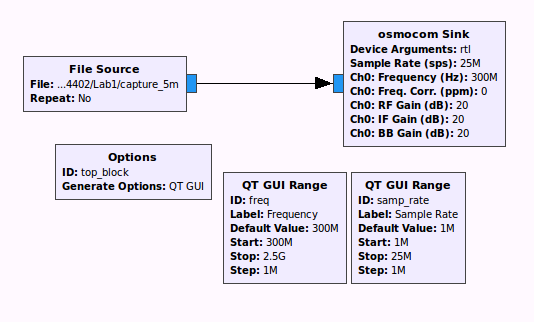 File Source
File: ...4402/Lab1/capture_5m
Repeat: No
osmocom Sink
Device Arguments: rtl
Sample Rate (sps): 25M
Ch0: Frequency (Hz): 300M
Ch0: Freq. Corr. (ppm): 0
Ch0: RF Gain (dB): 20
Ch0: IF Gain (dB): 20
Ch0: BB Gain (dB): 20
Options
ID: top_block
Generate Options: QT GUI
QT GUI Range
ID: freq
Label: Frequency
Default Value: 300M
Start: 300M
Stop: 2.5G
Step: 1M
QT GUI Range
ID: samp_rate
Label: Sample Rate
Default Value: 1M
Start: 1M
Stop: 25M
Step: 1M